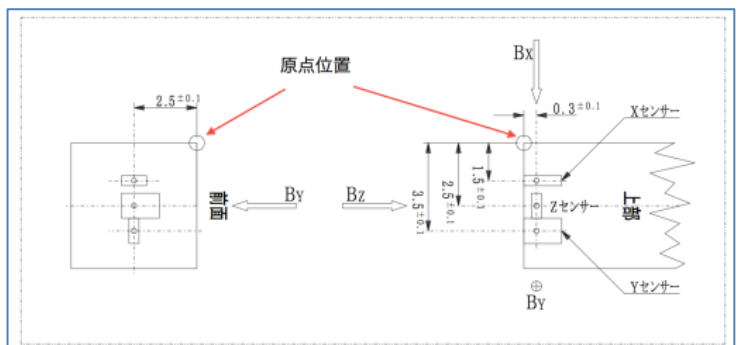 原点位置
BX
2.5±0.1
0.3±0.1
Xセンサー
1.5±0.1
2.5±0.1
3.5±0.1
前面
BY
BZ
Zセンサー
上部
Yセンサー
BY